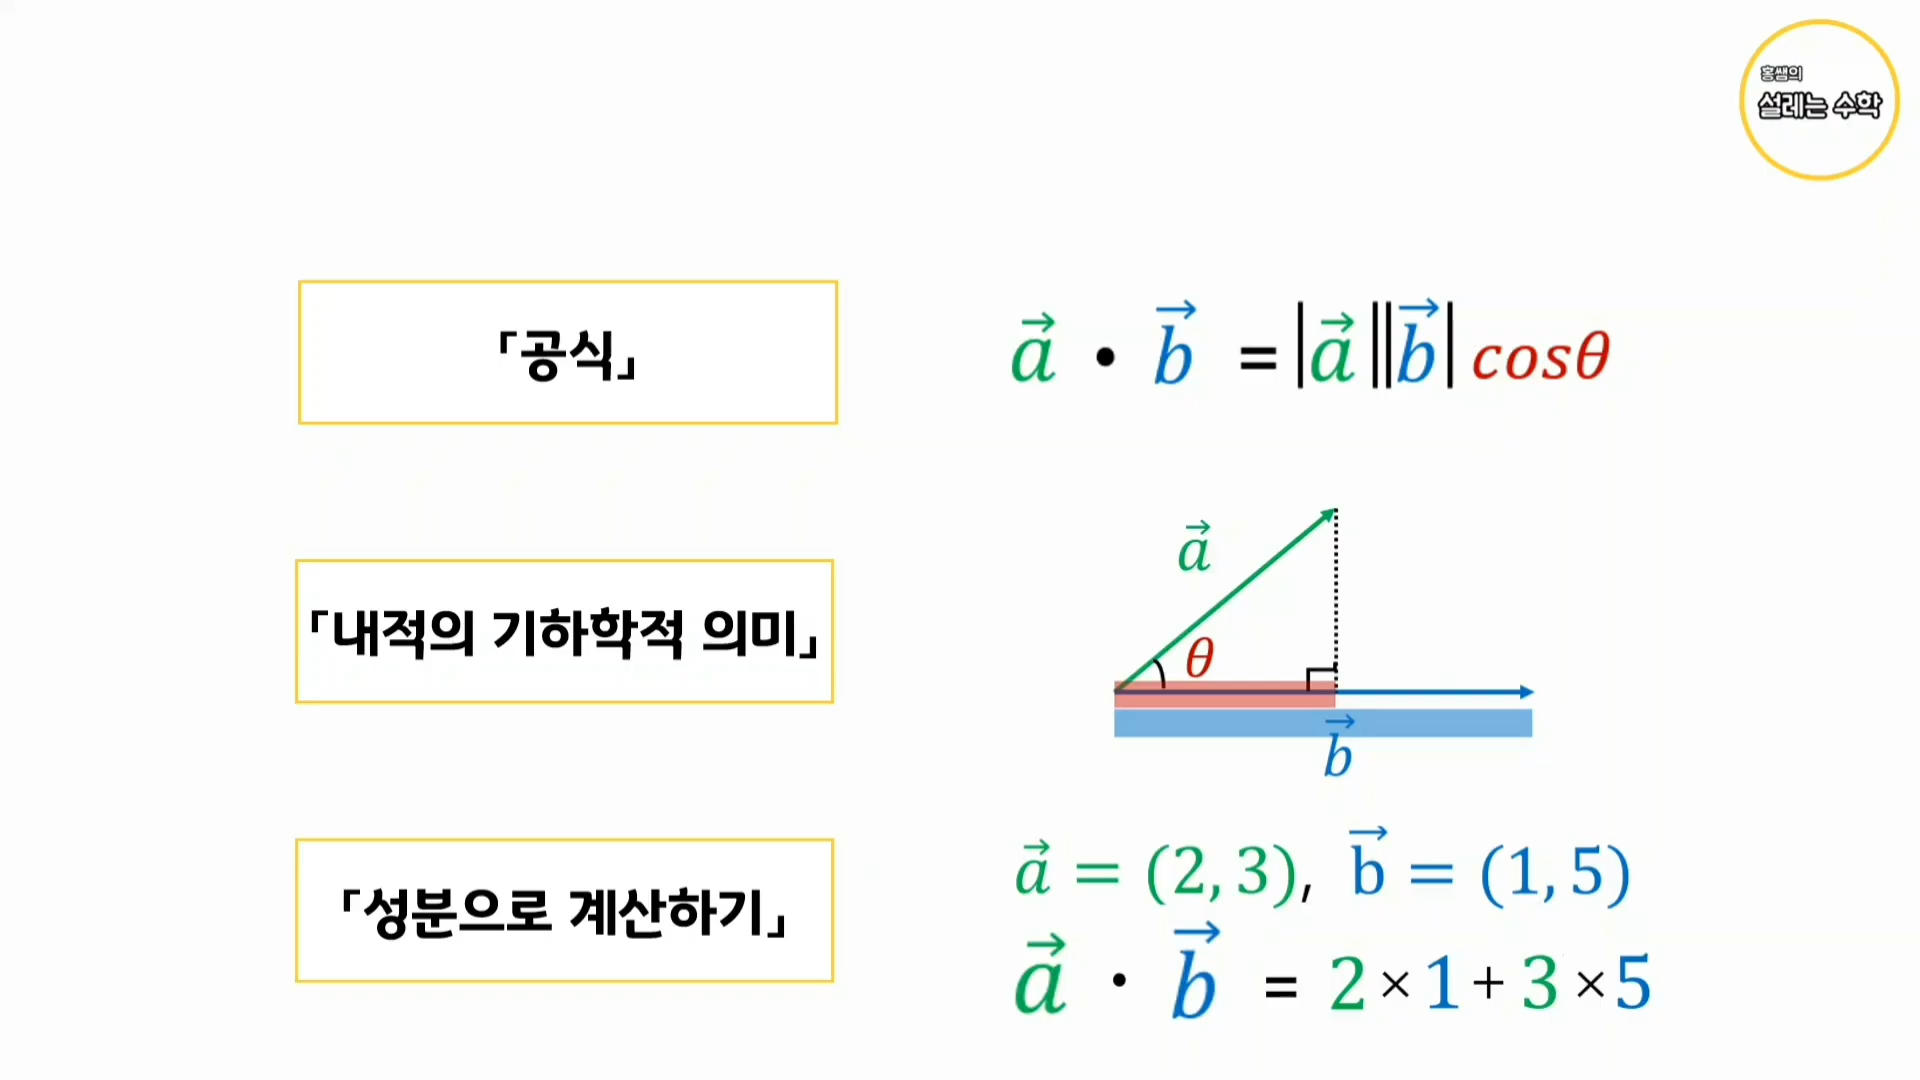 홍쌤의
설레는 수학
「공식」
a⃗ • b⃗ = |a⃗||b⃗| cosθ
「내적의 기하학적 의미」
a⃗
θ
b⃗
「성분으로 계산하기」
a⃗ = (2, 3), b⃗ = (1, 5)
a⃗ · b⃗ = 2 × 1 + 3 × 5